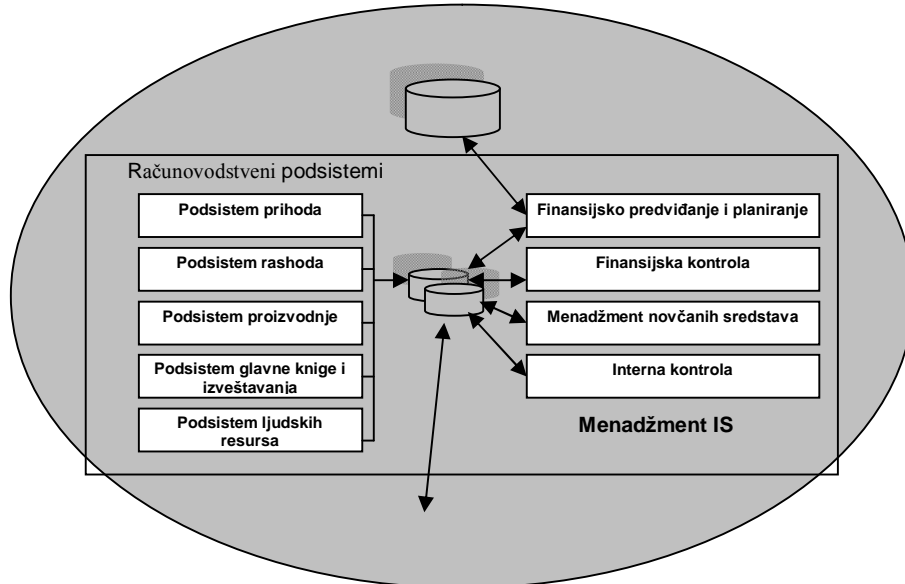 Računovodstveni podsistemi
Podsistem prihoda
Podsistem rashoda
Podsistem proizvodnje
Podsistem glavne knige i
izveštavanja
Podsistem ljudskih
resursa
Finansijsko predviđanje i planiranje
Finansijska kontrola
Menadžment novčanih sredstava
Interna kontrola
Menadžment IS